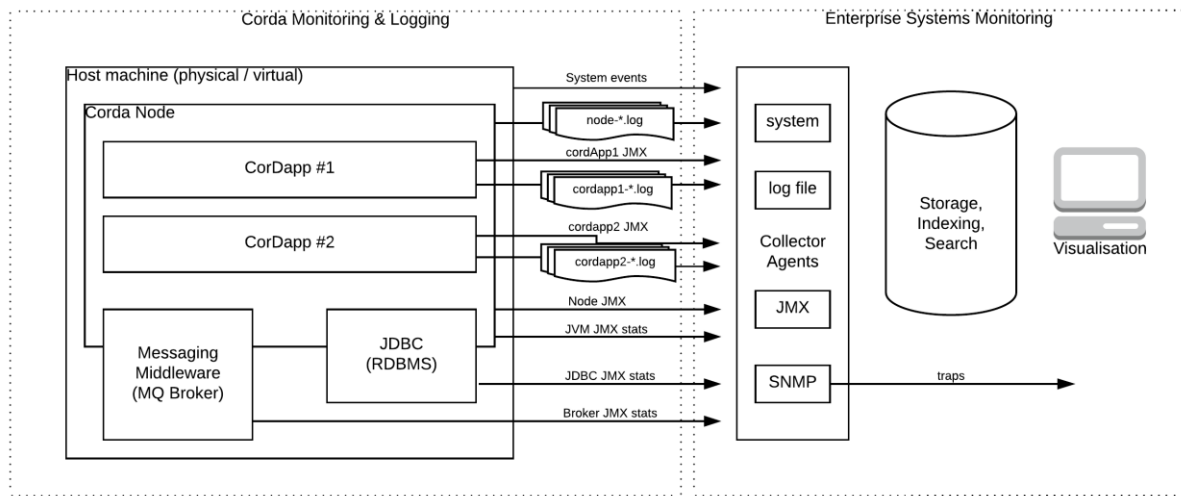 Corda Monitoring & Logging
Enterprise Systems Monitoring
Host machine (physical / virtual)
Corda Node
CorDapp #1
CorDapp #2
Messaging
Middleware
(MQ Broker)
JDBC
(RDBMS)
System events
node-*.log
cordApp1 JMX
cordapp1-*.log
cordapp2 JMX
cordapp2-*.log
Node JMX
JVM JMX stats
JDBC JMX stats
Broker JMX stats
system
log file
Collector
Agents
JMX
SNMP
traps
Storage,
Indexing,
Search
Visualisation